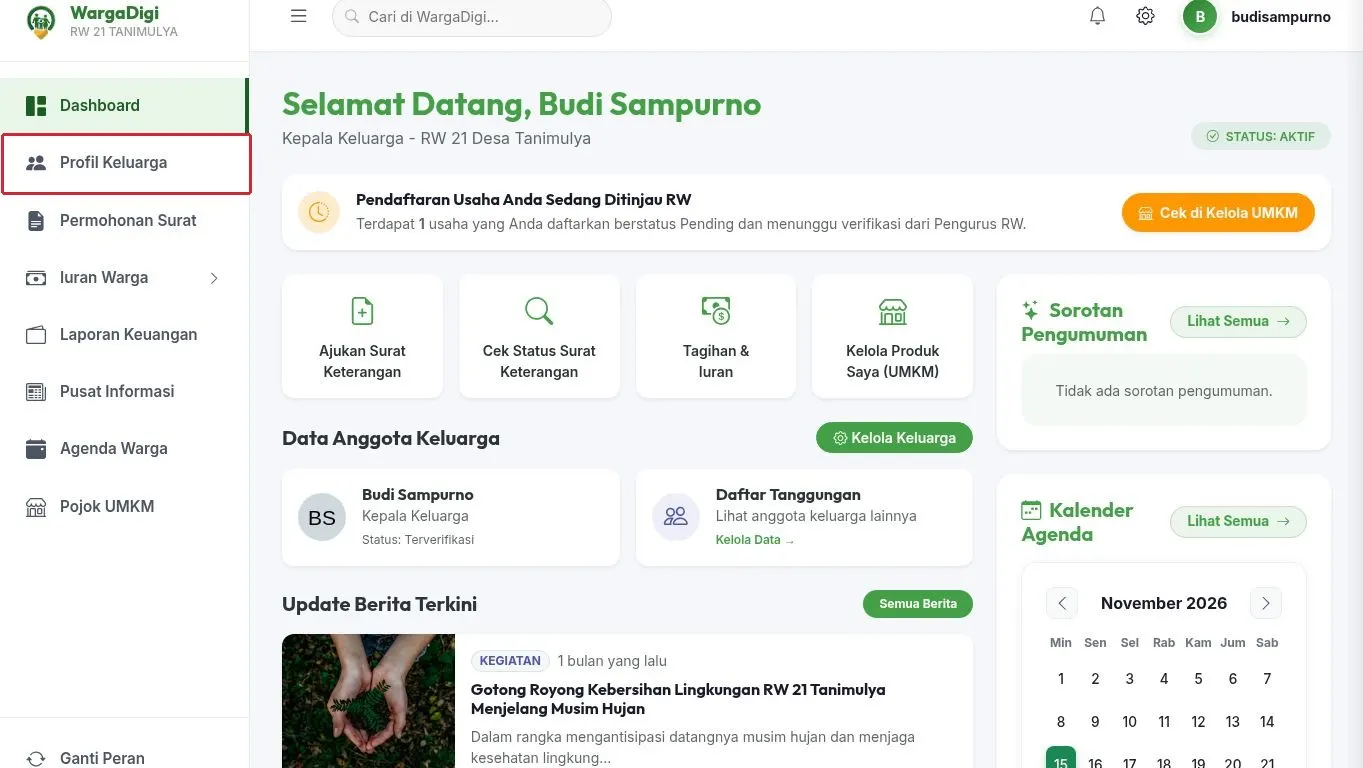 WargaDigi
RW 21 TANIMULYA
Cari di WargaDigi...
B
budisampurno
Dashboard
Profil Keluarga
Permohonan Surat
Iuran Warga
Laporan Keuangan
Pusat Informasi
Agenda Warga
Pojok UMKM
Ganti Peran
Selamat Datang, Budi Sampurno
Kepala Keluarga - RW 21 Desa Tanimulya
STATUS: AKTIF
Pendaftaran Usaha Anda Sedang Ditinjau RW
Terdapat 1 usaha yang Anda daftarkan berstatus Pending dan menunggu verifikasi dari Pengurus RW.
Cek di Kelola UMKM
Ajukan Surat
Keterangan
Cek Status Surat
Keterangan
Tagihan &
Iuran
Kelola Produk
Saya (UMKM)
Data Anggota Keluarga
Kelola Keluarga
BS
Budi Sampurno
Kepala Keluarga
Status: Terverifikasi
Daftar Tanggungan
Lihat anggota keluarga lainnya
Kelola Data →
Update Berita Terkini
Semua Berita
KEGIATAN
1 bulan yang lalu
Gotong Royong Kebersihan Lingkungan RW 21 Tanimulya
Menjelang Musim Hujan
Dalam rangka mengantisipasi datangnya musim hujan dan menjaga
kesehatan lingkung...
Sorotan
Pengumuman
Lihat Semua →
Tidak ada sorotan pengumuman.
Kalender
Agenda
Lihat Semua →
November 2026
Min Sen Sel Rab Kam Jum Sab
1 2 3 4 5 6 7
8 9 10 11 12 13 14
15 16 17 18 19 20 21